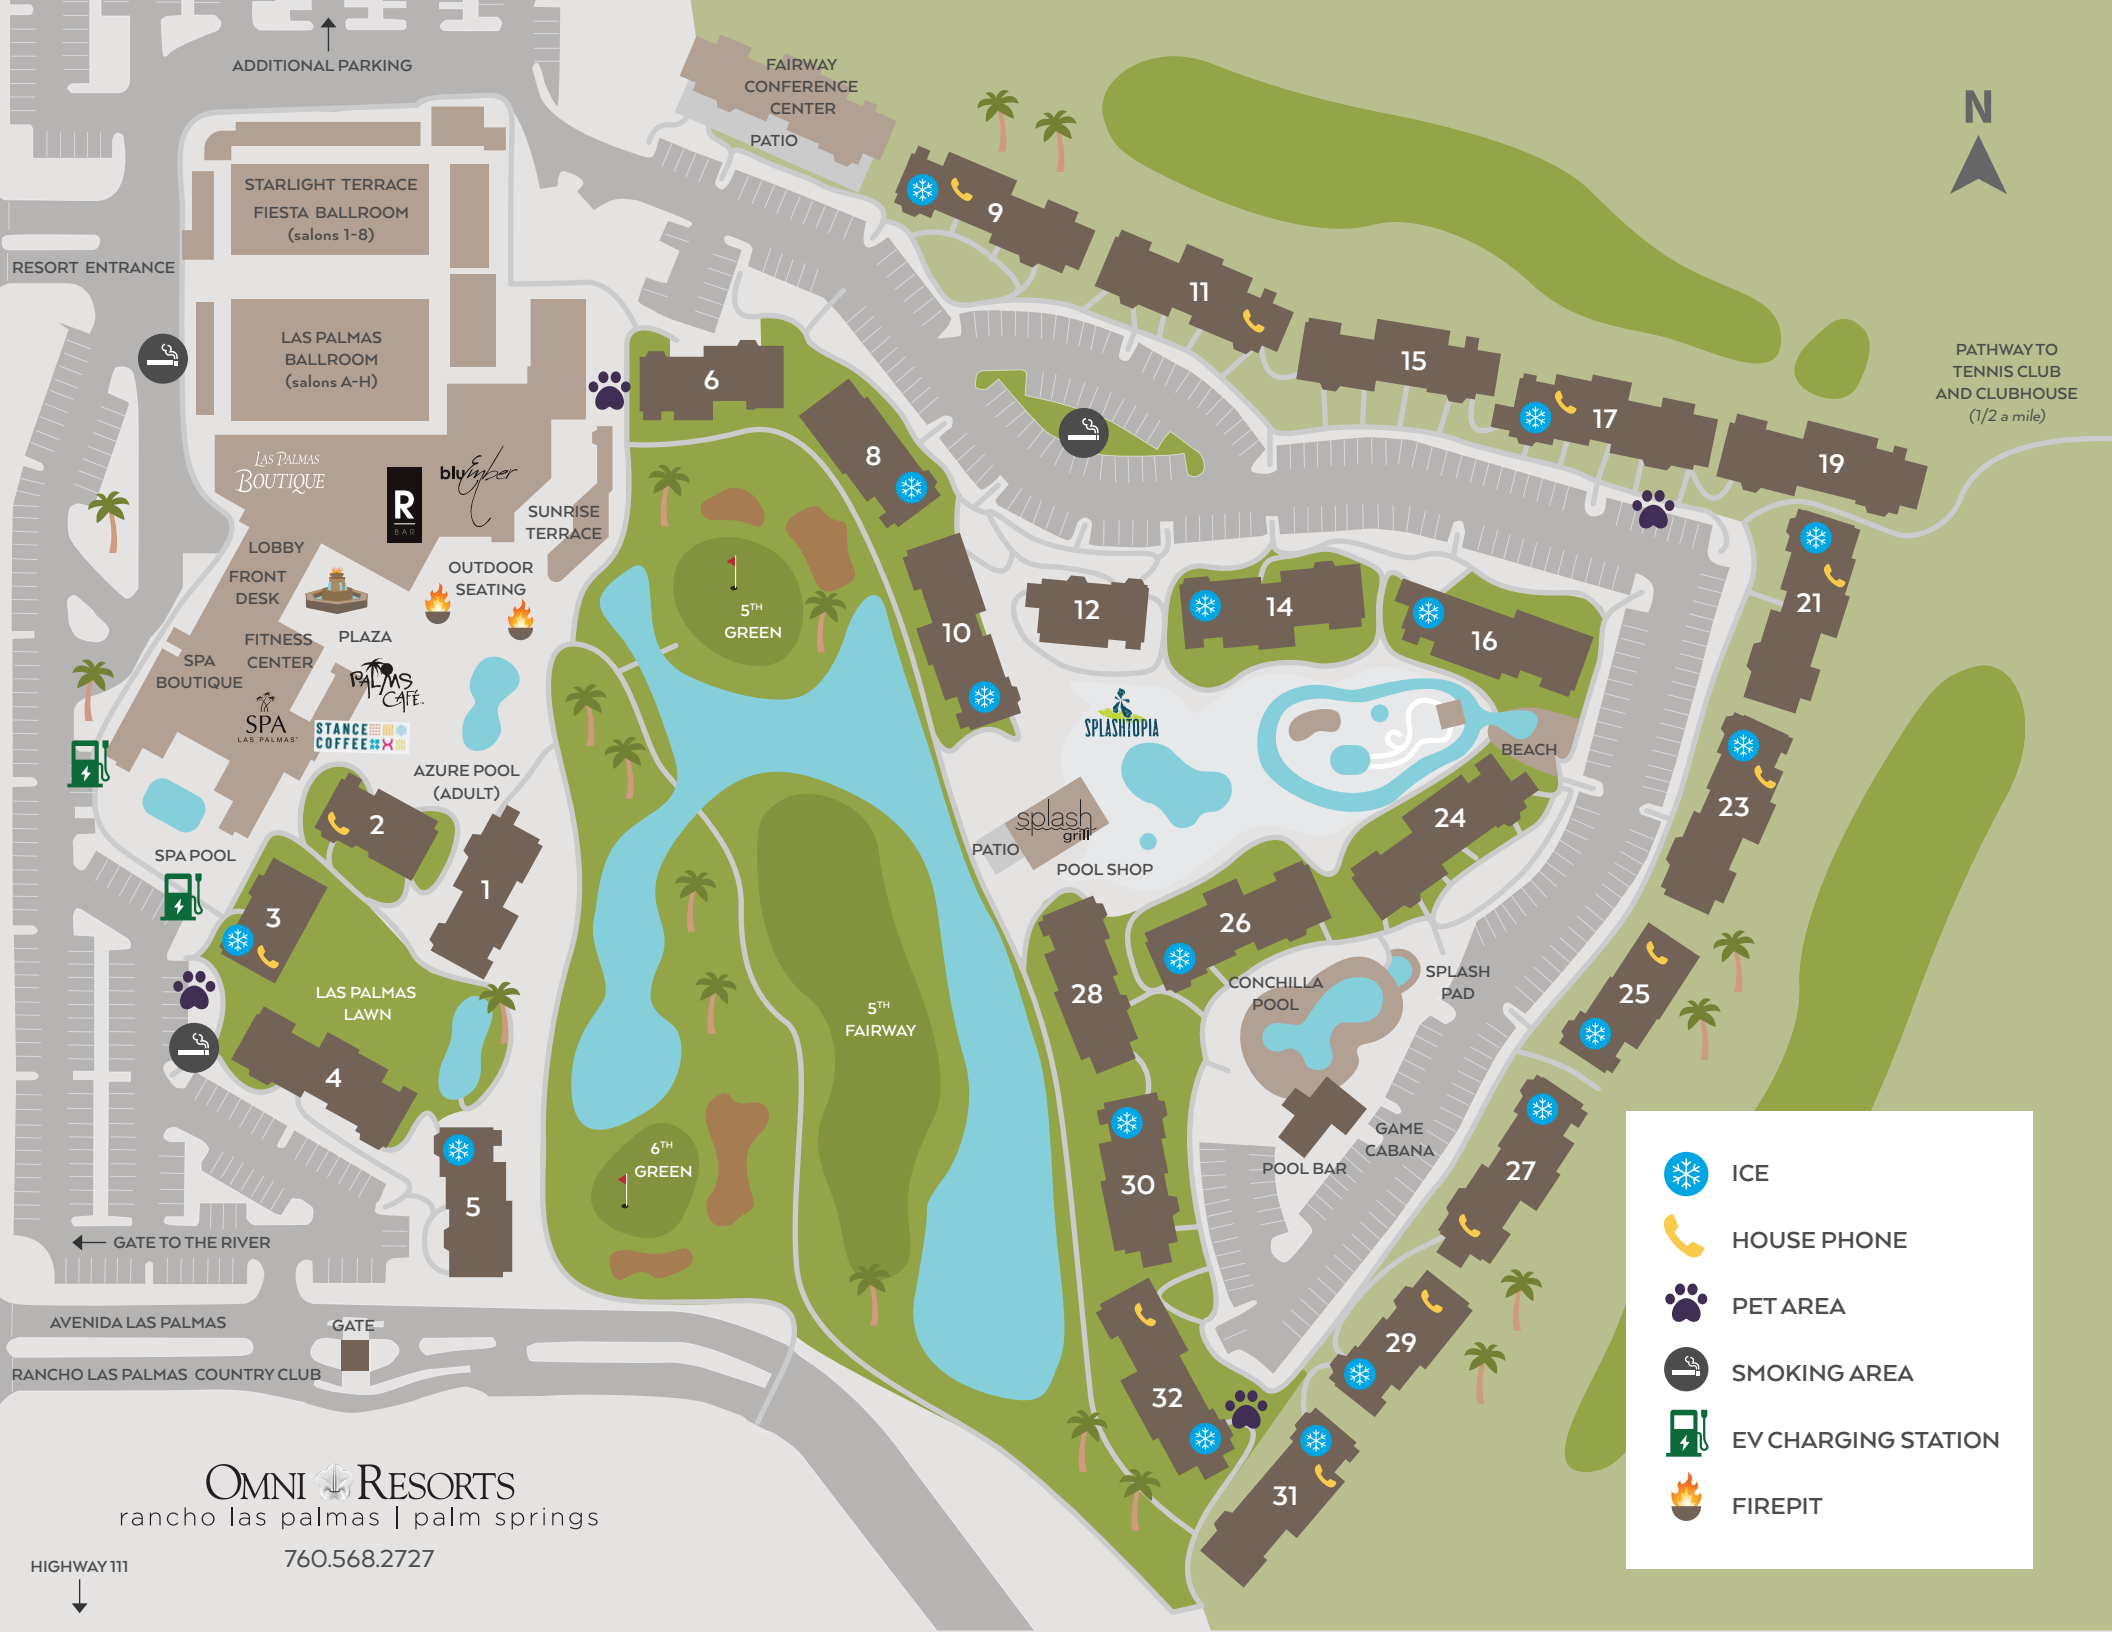 ADDITIONAL PARKING
FAIRWAY
CONFERENCE
CENTER
PATIO
N
STARLIGHT TERRACE
FIESTA BALLROOM
(salons 1-8)
RESORT ENTRANCE
LAS PALMAS
BALLROOM
(salons A-H)
9
11
15
17
19
PATHWAY TO
TENNIS CLUB
AND CLUBHOUSE
(1/2 a mile)
6
8
LAS PALMAS
BOUTIQUE
R
BAR
bluEmber
SUNRISE
TERRACE
LOBBY
FRONT
DESK
OUTDOOR
SEATING
FITNESS
CENTER
PLAZA
SPA
BOUTIQUE
PALMS
CAFÉ
SPA
LAS PALMAS
STANCE
COFFEE
AZURE POOL
(ADULT)
5TH
GREEN
10
12
14
16
21
SPLASHTOPIA
BEACH
23
24
splash
grill
PATIO
POOL SHOP
2
1
SPA POOL
3
LAS PALMAS
LAWN
4
5
5TH
FAIRWAY
26
28
CONCHILLA
POOL
SPLASH
PAD
25
GAME
CABANA
POOL BAR
27
30
6TH
GREEN
GATE TO THE RIVER
AVENIDA LAS PALMAS
GATE
RANCHO LAS PALMAS COUNTRY CLUB
29
32
31
OMNI RESORTS
rancho las palmas | palm springs
760.568.2727
HIGHWAY 111
ICE
HOUSE PHONE
PET AREA
SMOKING AREA
EV CHARGING STATION
FIREPIT